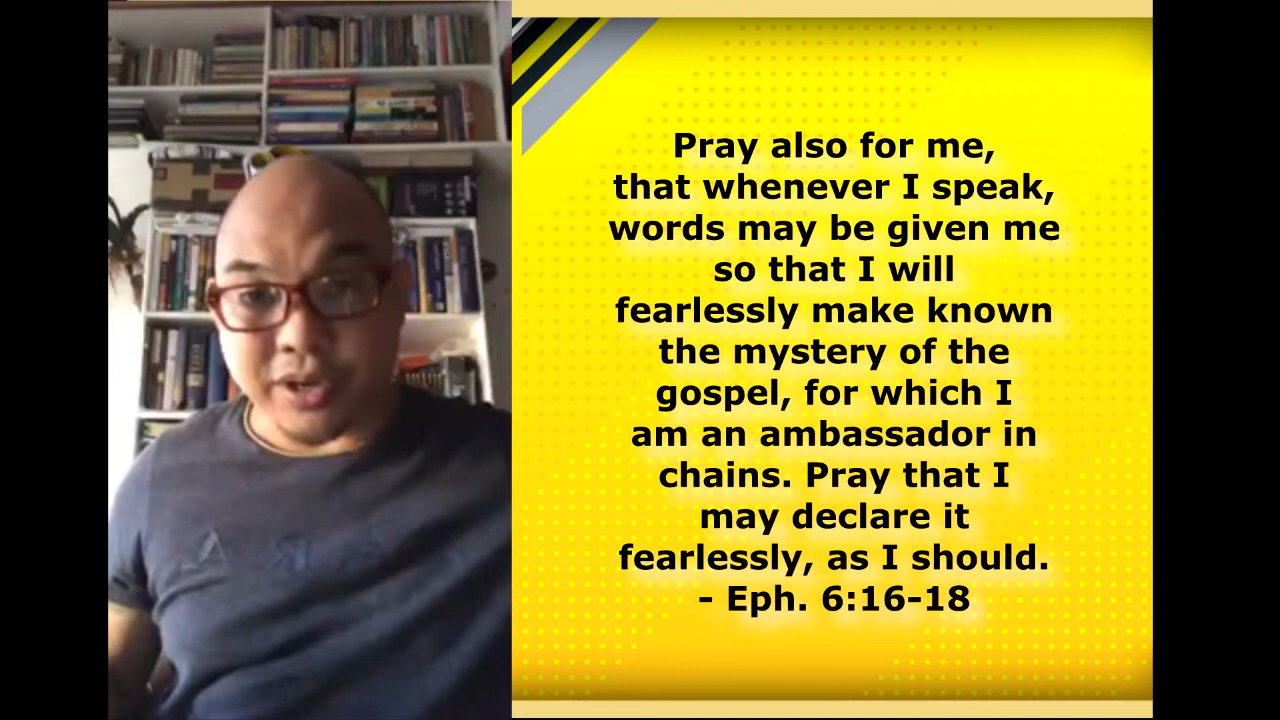 Pray also for me,
that whenever I speak,
words may be given me
so that I will
fearlessly make known
the mystery of the
gospel, for which I
am an ambassador in
chains. Pray that I
may declare it
fearlessly, as I should.
- Eph. 6:16-18